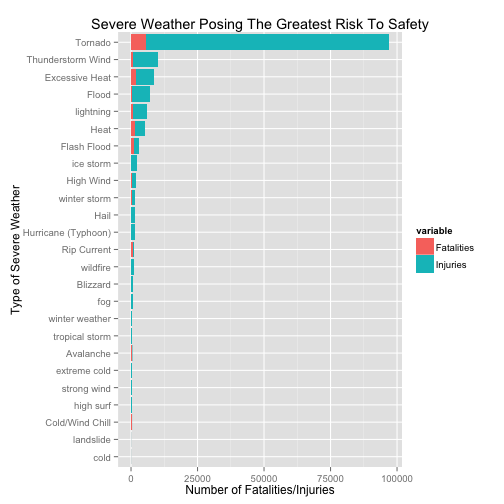 Severe Weather Posing The Greatest Risk To Safety
Type of Severe Weather
Tornado
Thunderstorm Wind
Excessive Heat
Flood
lightning
Heat
Flash Flood
ice storm
High Wind
winter storm
Hail
Hurricane (Typhoon)
Rip Current
wildfire
Blizzard
fog
winter weather
tropical storm
Avalanche
extreme cold
strong wind
high surf
Cold/Wind Chill
landslide
cold
0 25000 50000 75000 100000
Number of Fatalities/Injuries
variable
Fatalities
Injuries